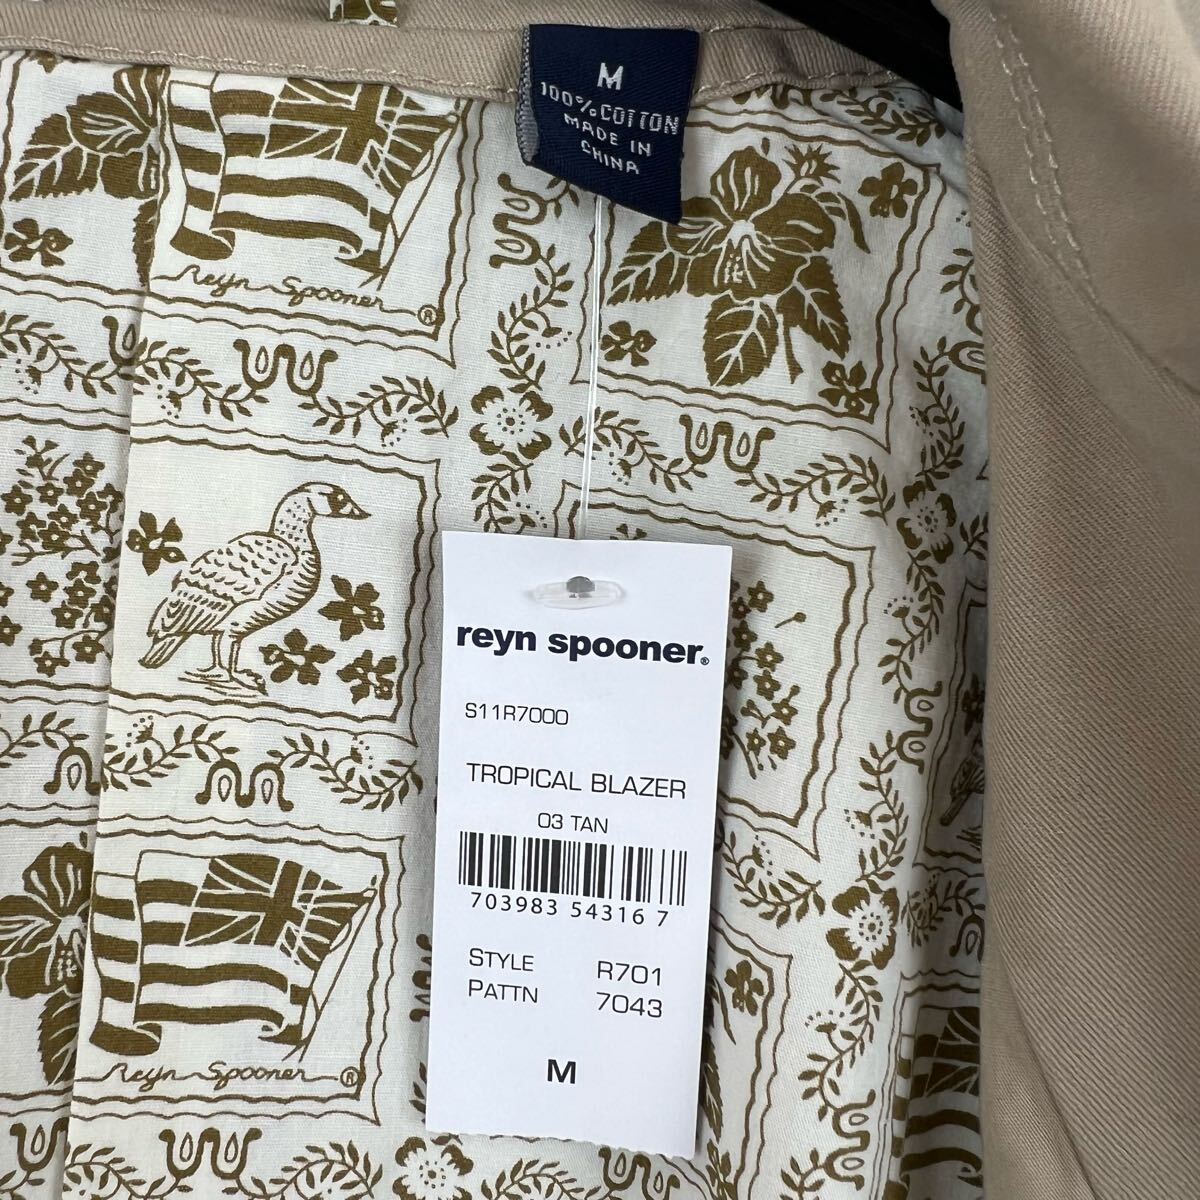 M
100% COTTON
MADE IN
CHINA
Reyn Spooner ®
reyn spooner®
S11R7000
TROPICAL BLAZER
03 TAN
703983 54316 7
STYLE R701
PATTN 7043
M
Reyn Spooner ®